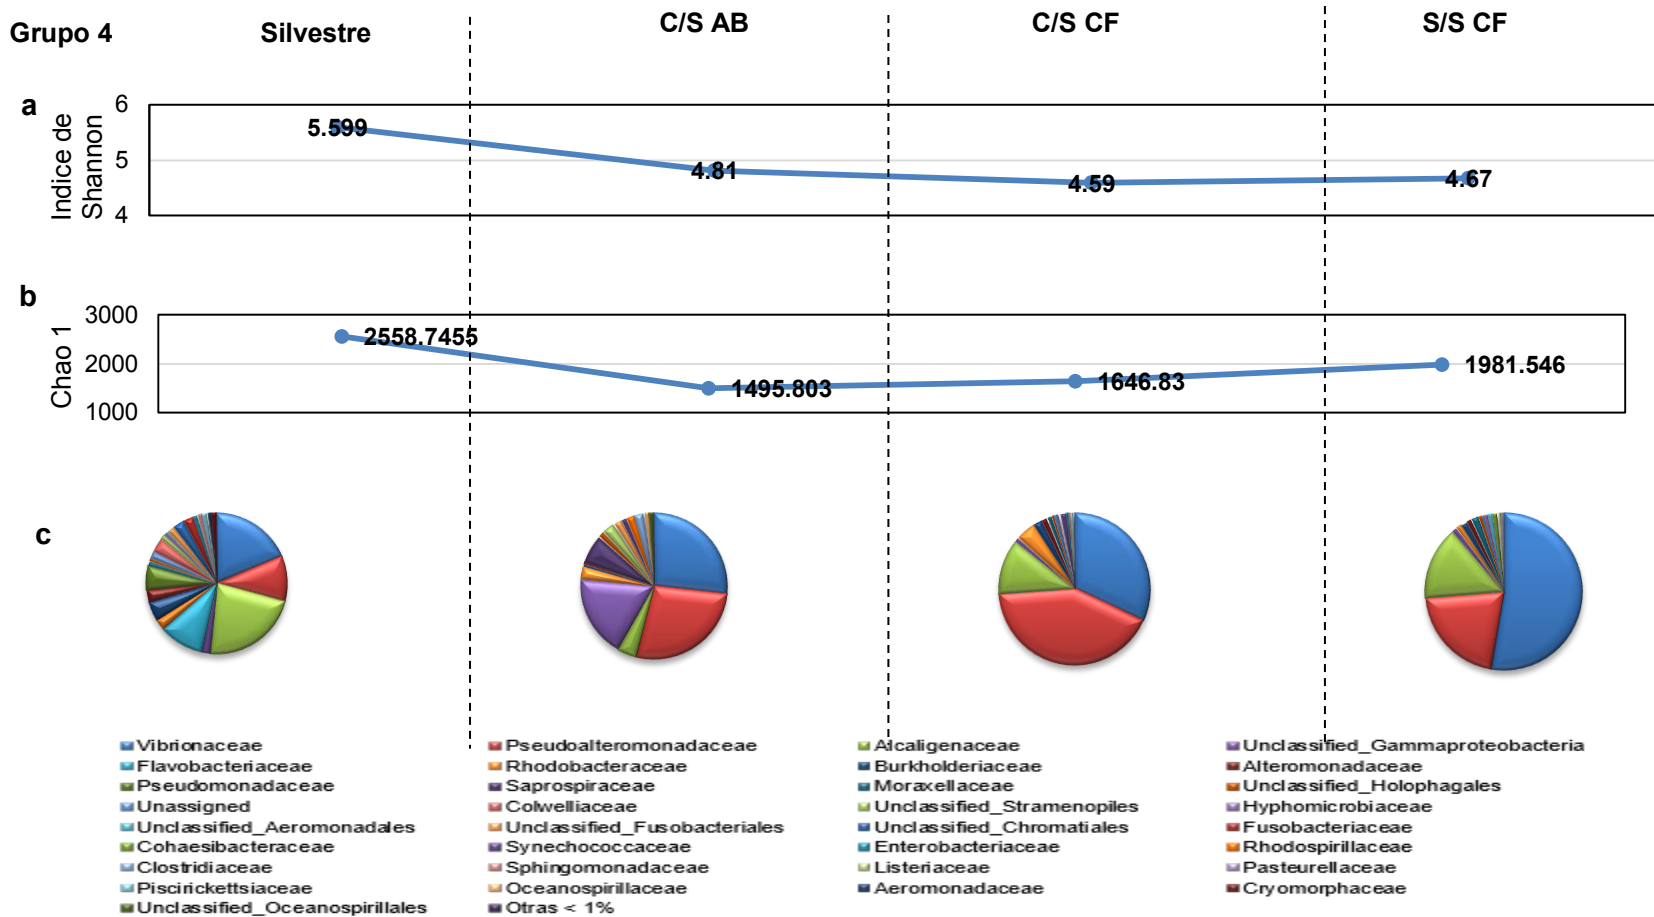 Grupo 4
Silvestre
C/S AB
C/S CF
S/S CF
a
Indice de
Shannon
6
5
4
5.599
4.81
4.59
4.67
b
Chao 1
3000
2000
1000
2558.7455
1495.803
1646.83
1981.546
c
Vibrionaceae Pseudoalteromonadaceae Alcaligenaceae Unclassified_Gammaproteobacteria
Flavobacteriaceae Rhodobacteraceae Burkholderiaceae Alteromonadaceae
Pseudomonadaceae Saprospiraceae Moraxellaceae Unclassified_Holophagales
Unassigned Colwelliaceae Unclassified_Stramenopiles Hyphomicrobiaceae
Unclassified_Aeromonadales Unclassified_Fusobacteriales Unclassified_Chromatiales Fusobacteriaceae
Cohaesibacteraceae Synechococcaceae Enterobacteriaceae Rhodospirillaceae
Clostridiaceae Sphingomonadaceae Listeriaceae Pasteurellaceae
Piscirickettsiaceae Oceanospirillaceae Aeromonadaceae Cryomorphaceae
Unclassified_Oceanospirillales Otras < 1%